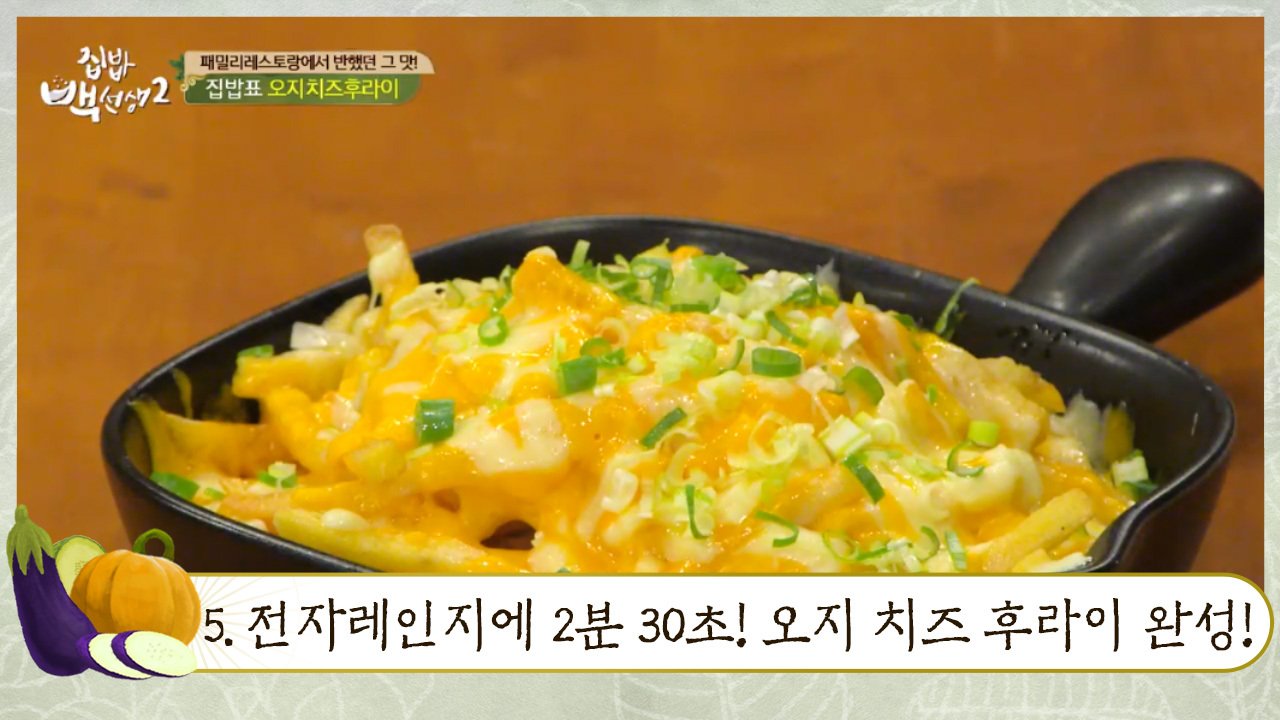 집밥
백선생2
패밀리레스토랑에서 반했던 그 맛!
집밥표 오지치즈후라이
5. 전자레인지에 2분 30초! 오지 치즈 후라이 완성!